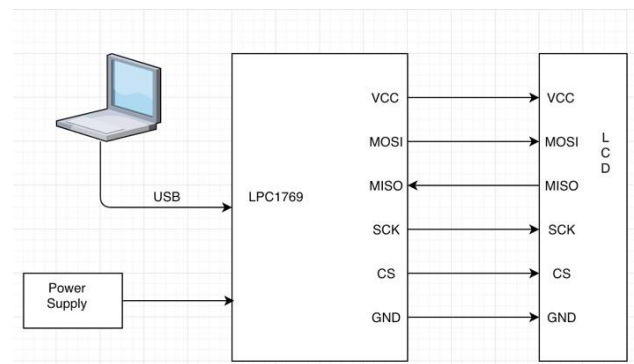 USB
Power
Supply
LPC1769
VCC
MOSI
MISO
SCK
CS
GND
VCC
MOSI
MISO
SCK
CS
GND
L
C
D